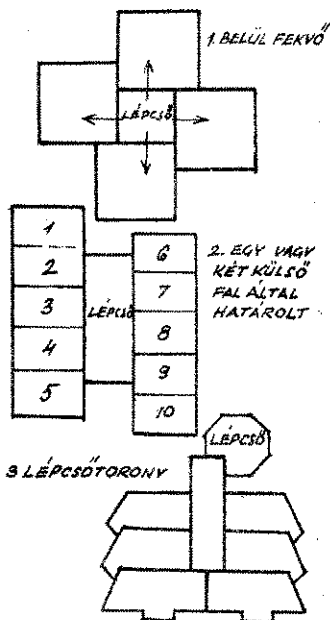 1. BELÜL FEKVŐ
LÉPCSŐ
1
2
3
4
5
LÉPCSŐ
6
7
8
9
10
2. EGY VAGY
KÉT KÜLSŐ
FAL ÁLTAL
HATÁROLT
LÉPCSŐ
3 LÉPCSŐTORONY